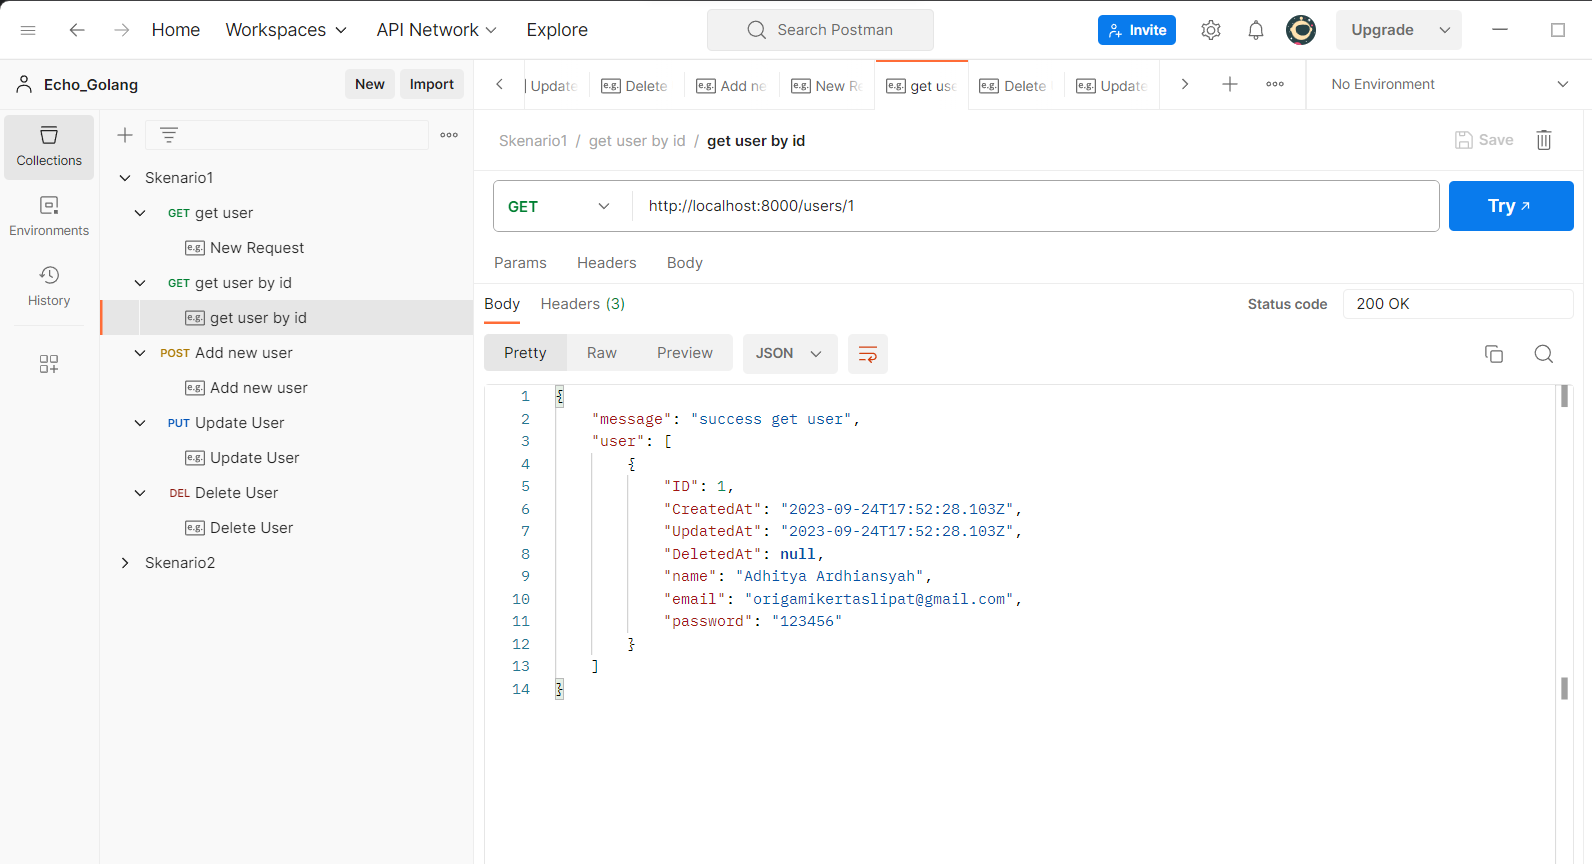 Home Workspaces API Network Explore Search Postman Invite Upgrade
Echo_Golang New Import
Update e.g. Delete e.g. Add ne e.g. New R e.g. get use e.g. Delete e.g. Update No Environment
Collections
Environments
History
Skenario1
GET get user
e.g. New Request
GET get user by id
e.g. get user by id
POST Add new user
e.g. Add new user
PUT Update User
e.g. Update User
DEL Delete User
e.g. Delete User
Skenario2
Skenario1 / get user by id / get user by id Save
GET http://localhost:8000/users/1 Try
Params Headers Body
Body Headers (3) Status code 200 OK
Pretty Raw Preview JSON
1 {
2 "message": "success get user",
3 "user": [
4 {
5 "ID": 1,
6 "CreatedAt": "2023-09-24T17:52:28.103Z",
7 "UpdatedAt": "2023-09-24T17:52:28.103Z",
8 "DeletedAt": null,
9 "name": "Adhitya Ardhiansyah",
10 "email": "origamikertaslipat@gmail.com",
11 "password": "123456"
12 }
13 ]
14 }